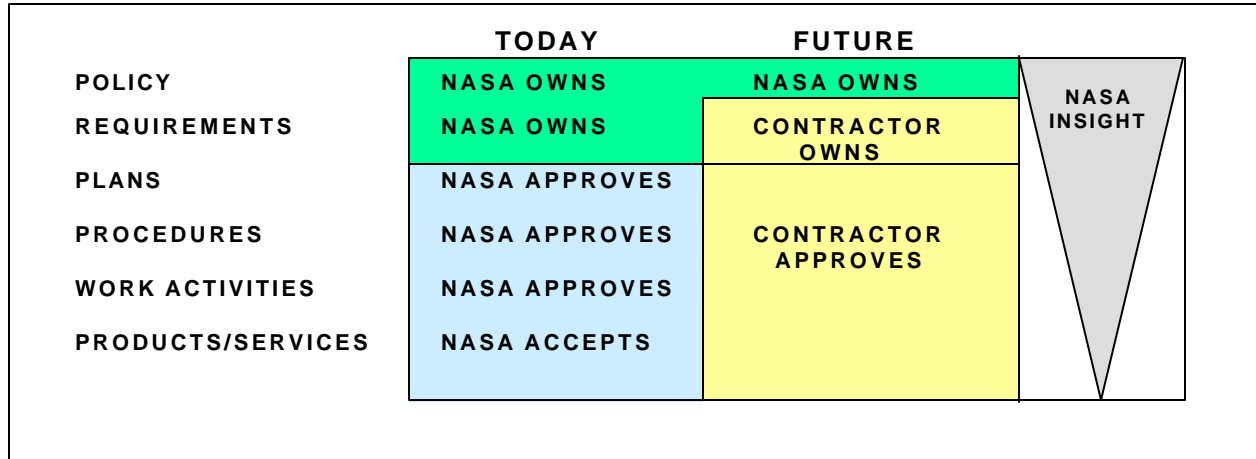 TODAY FUTURE
POLICY NASA OWNS NASA OWNS
NASA
INSIGHT
REQUIREMENTS NASA OWNS CONTRACTOR
OWNS
PLANS NASA APPROVES
PROCEDURES NASA APPROVES CONTRACTOR
APPROVES
WORK ACTIVITIES NASA APPROVES
PRODUCTS/SERVICES NASA ACCEPTS